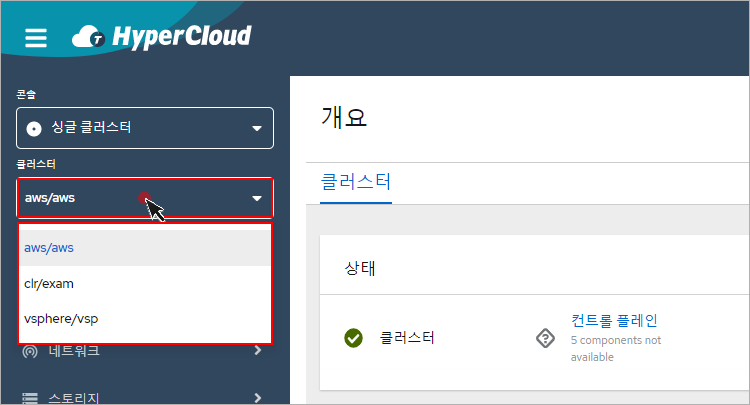 T HyperCloud
콘솔
싱글 클러스터
클러스터
aws/aws
aws/aws
clr/exam
vsphere/vsp
네트워크
스토리지
개요
클러스터
상태
클러스터
컨트롤 플레인
5 components not
available